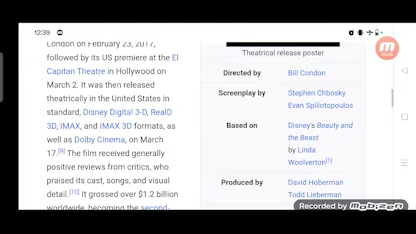 12:39
London on February 23, 2017,
followed by its US premiere at the El
Capitan Theatre in Hollywood on
March 2. It was then released
theatrically in the United States in
standard, Disney Digital 3-D, RealD
3D, IMAX, and IMAX 3D formats, as
well as Dolby Cinema, on March
17.[9] The film received generally
positive reviews from critics, who
praised its cast, songs, and visual
detail.[10] it grossed over $1.2 billion
worldwide, becoming the second-
Theatrical release poster
Directed by Bill Condon
Screenplay by Stephen Chbosky
Evan Spiliotopoulos
Based on Disney's Beauty and
the Beast
by Linda
Woolverton[1]
Produced by David Hoberman
Todd Lieberman
Recorded by Mobizen